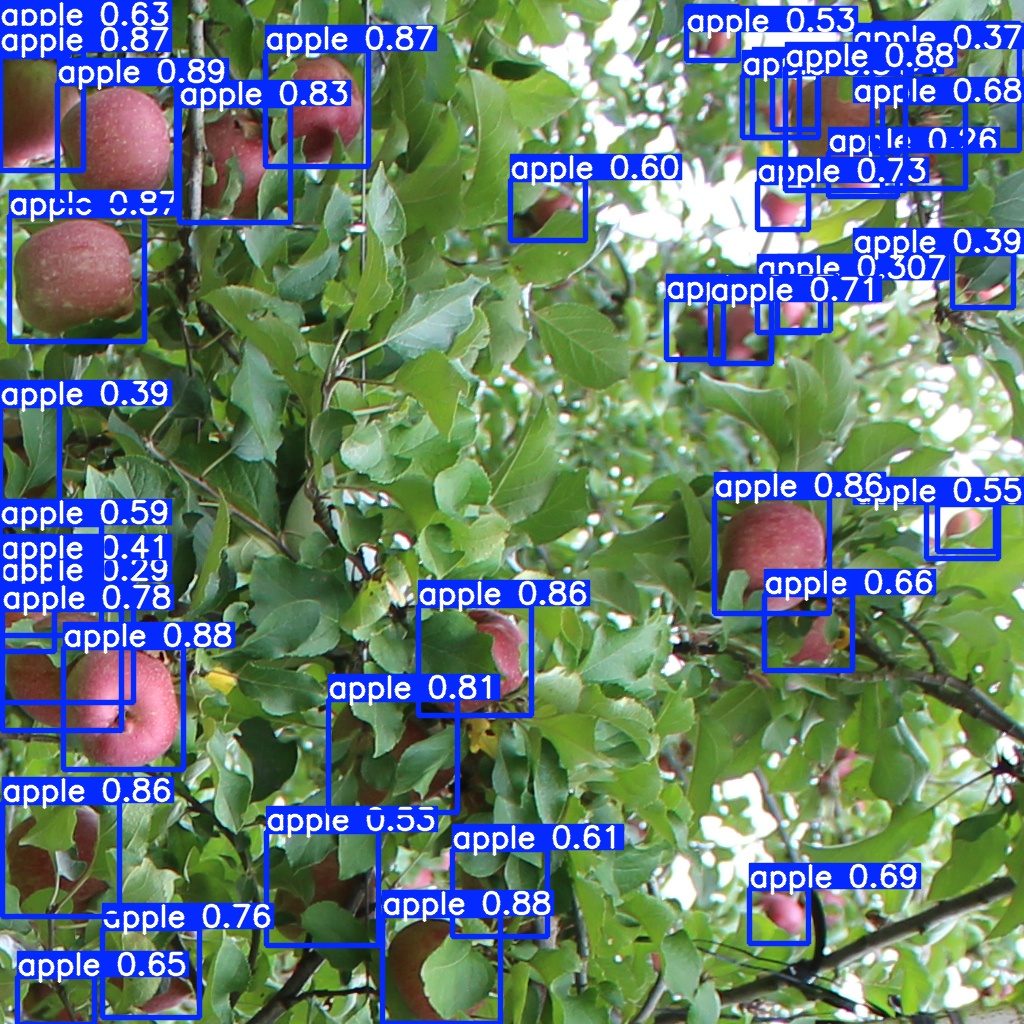 apple 0.63
apple 0.53
apple 0.87
apple 0.87
apple 0.37
apple 0.88
apple 0.89
apple 0.83
apple 0.68
apple 0.26
apple 0.60
apple 0.73
apple 0.87
apple 0.39
apple 0.71
apple 0.39
apple 0.86
apple 0.55
apple 0.59
apple 0.41
apple 0.29
apple 0.66
apple 0.78
apple 0.86
apple 0.88
apple 0.81
apple 0.86
apple 0.53
apple 0.61
apple 0.69
apple 0.88
apple 0.76
apple 0.65